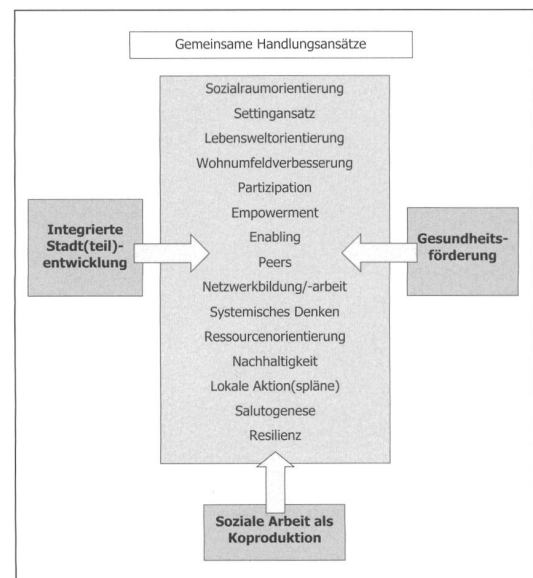 Gemeinsame Handlungsansätze
Sozialraumorientierung
Settingansatz
Lebensweltorientierung
Wohnumfeldverbesserung
Partizipation
Empowerment
Enabling
Peers
Netzwerkbildung/-arbeit
Systemisches Denken
Ressourcenorientierung
Nachhaltigkeit
Lokale Aktion(spläne)
Salutogenese
Resilienz
Integrierte
Stadt(teil)-
entwicklung
Gesundheits-
förderung
Soziale Arbeit als
Koproduktion